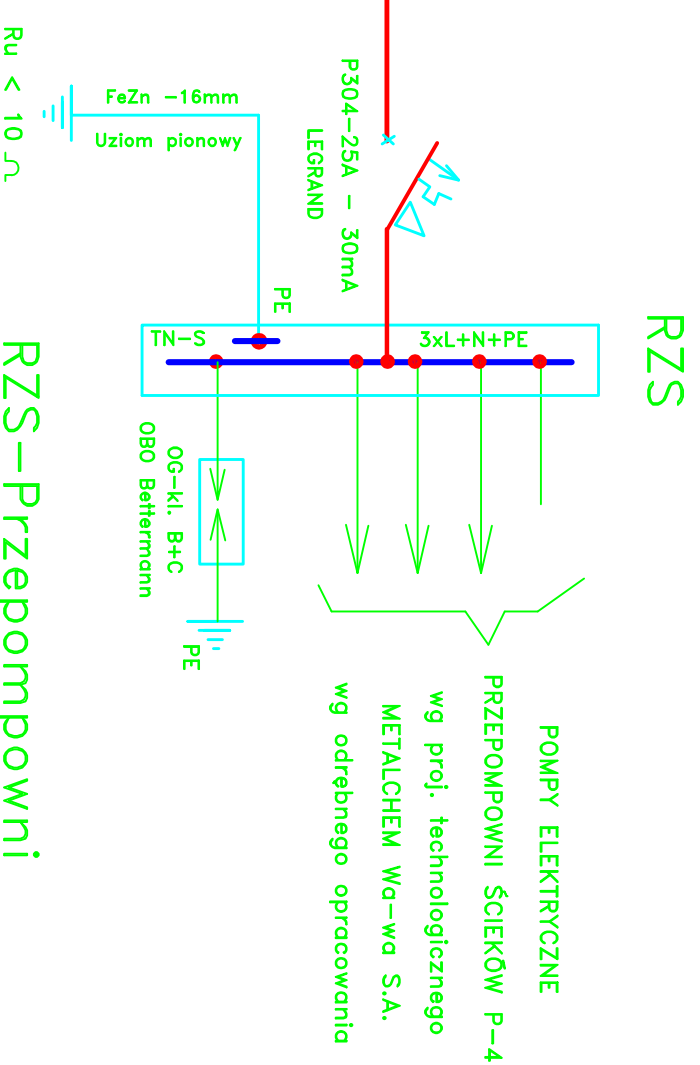 RZS
P304-25A - 30mA
LEGRAND
FeZn -16mm
Uziom pionowy
Ru < 10 Ω
PE
TN-S
3xL+N+PE
OG-kl. B+C
OBO Bettermann
PE
POMPY ELEKTRYCZNE
PRZEPOMPOWNI ŚCIEKÓW P-4
wg proj. technologicznego
METALCHEM Wa-wa S.A.
wg odrębnego opracowania
RZS-Przepompowni